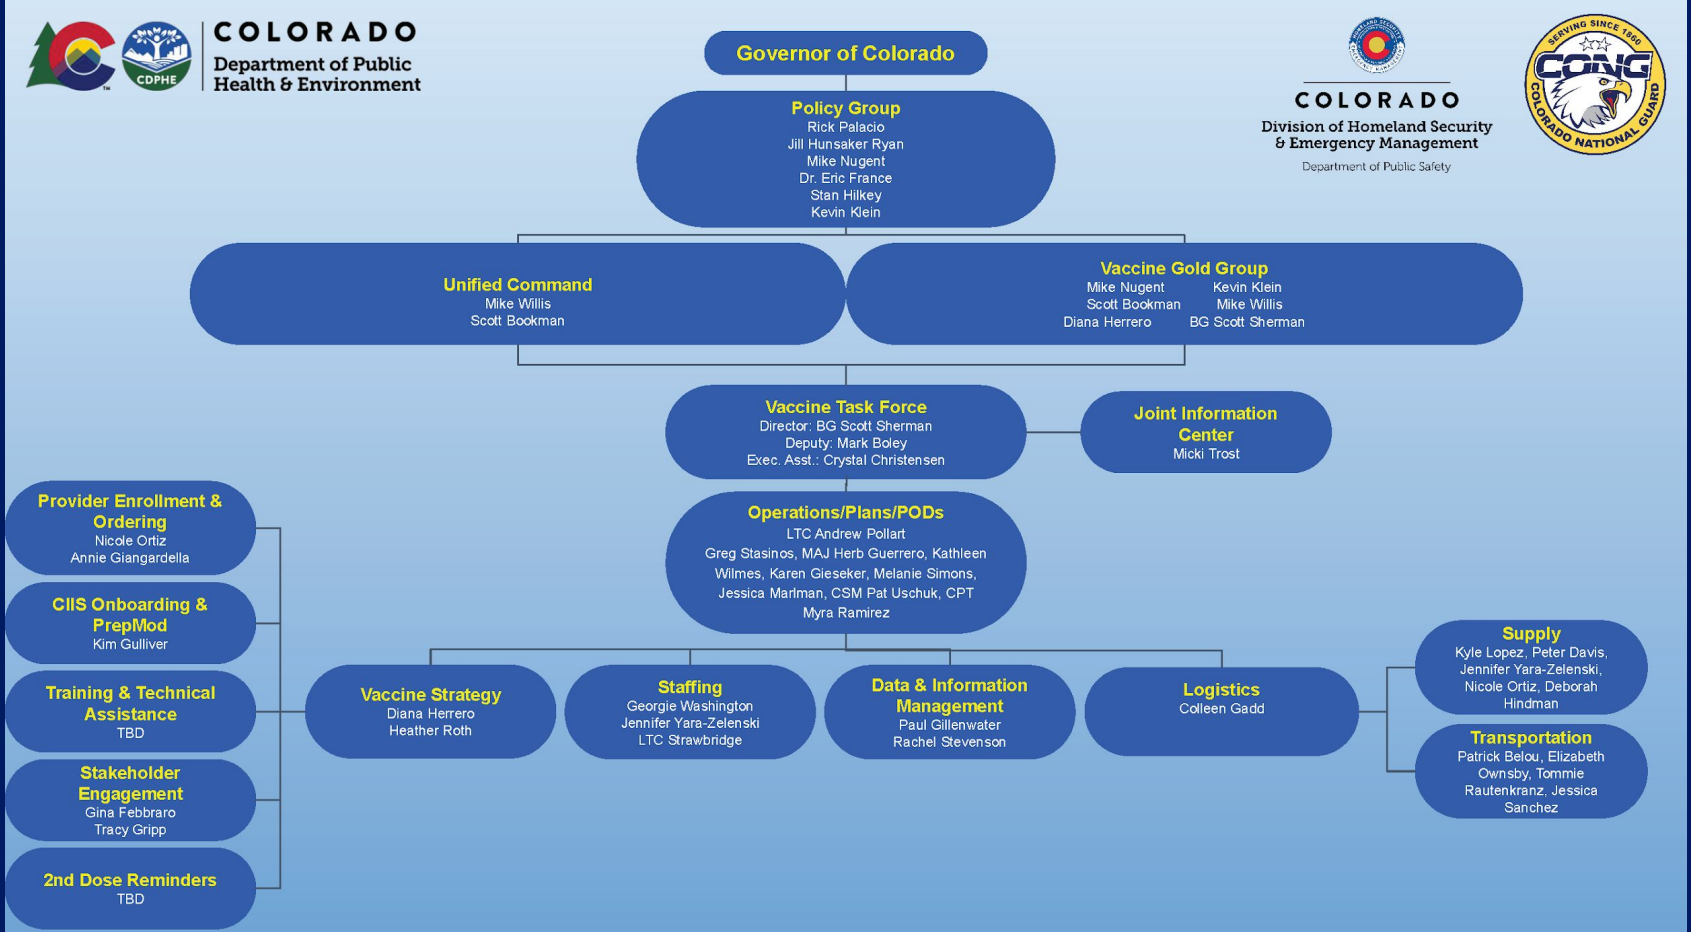 COLORADO
Department of Public
Health & Environment
CDPHE
TM
Governor of Colorado
COLORADO
Division of Homeland Security
& Emergency Management
Department of Public Safety
SERVING SINCE 1860
CONG
COLORADO NATIONAL GUARD
Policy Group
Rick Palacio
Jill Hunsaker Ryan
Mike Nugent
Dr. Eric France
Stan Hilkey
Kevin Klein
Unified Command
Mike Willis
Scott Bookman
Vaccine Gold Group
Mike Nugent Kevin Klein
Scott Bookman Mike Willis
Diana Herrero BG Scott Sherman
Vaccine Task Force
Director: BG Scott Sherman
Deputy: Mark Boley
Exec. Asst.: Crystal Christensen
Joint Information
Center
Micki Trost
Operations/Plans/PODs
LTC Andrew Pollart
Greg Stasinos, MAJ Herb Guerrero, Kathleen
Wilmes, Karen Gieseker, Melanie Simons,
Jessica Marlman, CSM Pat Uschuk, CPT
Myra Ramirez
Provider Enrollment &
Ordering
Nicole Ortiz
Annie Giangardella
CIIS Onboarding &
PrepMod
Kim Gulliver
Training & Technical
Assistance
TBD
Stakeholder
Engagement
Gina Febbraro
Tracy Gripp
2nd Dose Reminders
TBD
Vaccine Strategy
Diana Herrero
Heather Roth
Staffing
Georgie Washington
Jennifer Yara-Zelenski
LTC Strawbridge
Data & Information
Management
Paul Gillenwater
Rachel Stevenson
Logistics
Colleen Gadd
Supply
Kyle Lopez, Peter Davis,
Jennifer Yara-Zelenski,
Nicole Ortiz, Deborah
Hindman
Transportation
Patrick Belou, Elizabeth
Ownsby, Tommie
Rautenkranz, Jessica
Sanchez